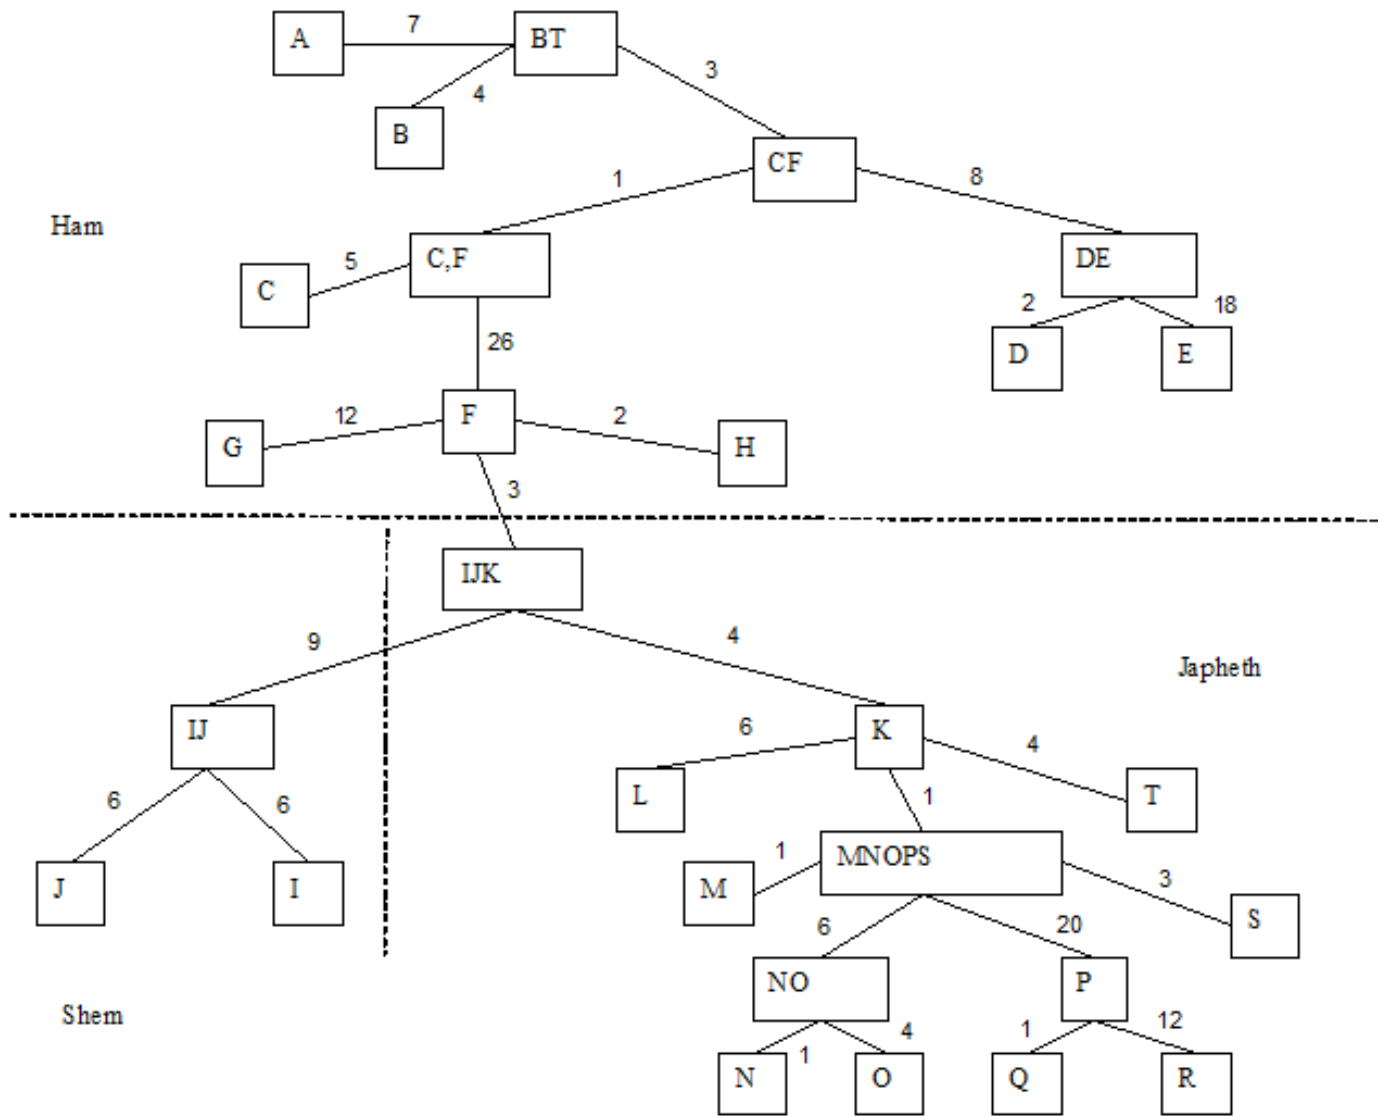 A 7 BT
3
4
B
CF
1 8
Ham
C,F DE
5
C
2 18
D E
26
12 F 2
G H
3
IJK
9 4
Japheth
IJ K
6 4
L T
6 6
1
1 MNOPS
3
J I M S
6 20
NO P
Shem
4 1 12
1
N O Q R